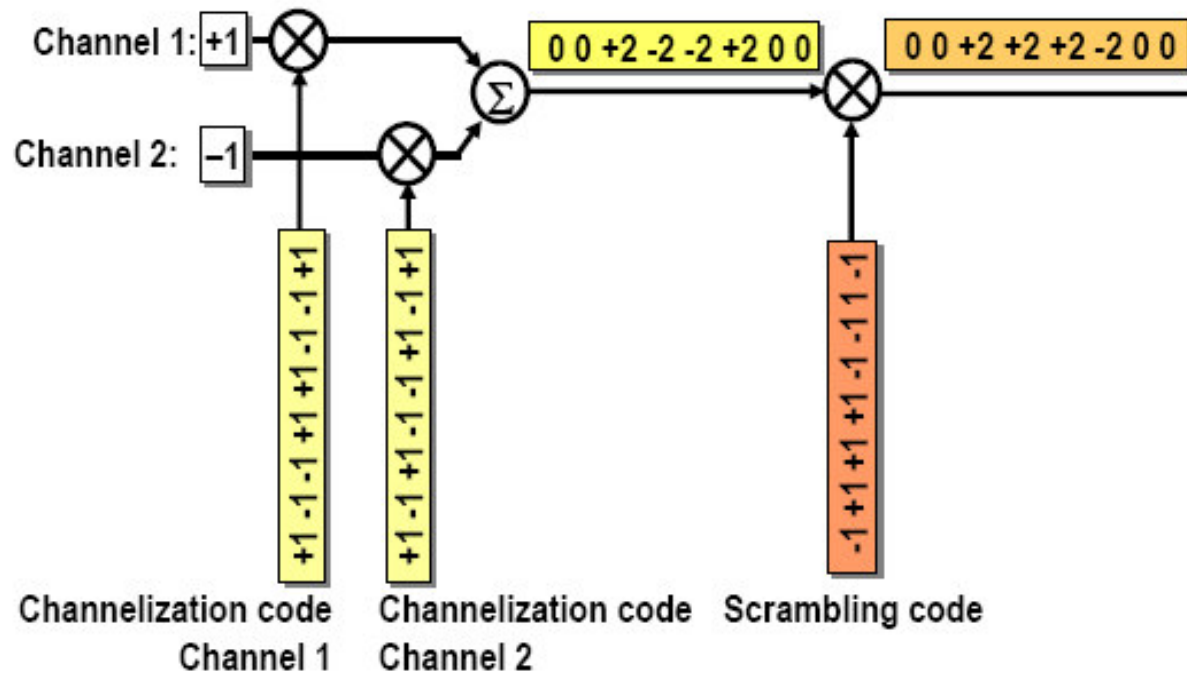 Channel 1: +1
0 0 +2 -2 -2 +2 0 0
0 0 +2 +2 +2 -2 0 0
Σ
Channel 2: –1
+1 -1 -1 +1 +1 -1 -1 +1
+1 -1 +1 -1 -1 +1 -1 +1
-1 +1 +1 +1 -1 -1 1 -1
Channelization code
Channel 1
Channelization code
Channel 2
Scrambling code